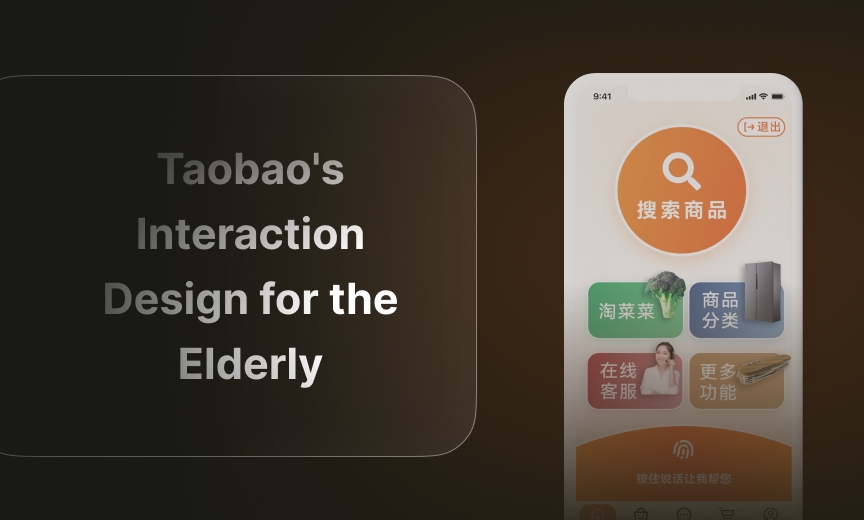 Taobao's
Interaction
Design for the
Elderly
9:41
退出
搜索商品
淘菜菜
商品
分类
在线
客服
更多
功能
按住说话让我帮您